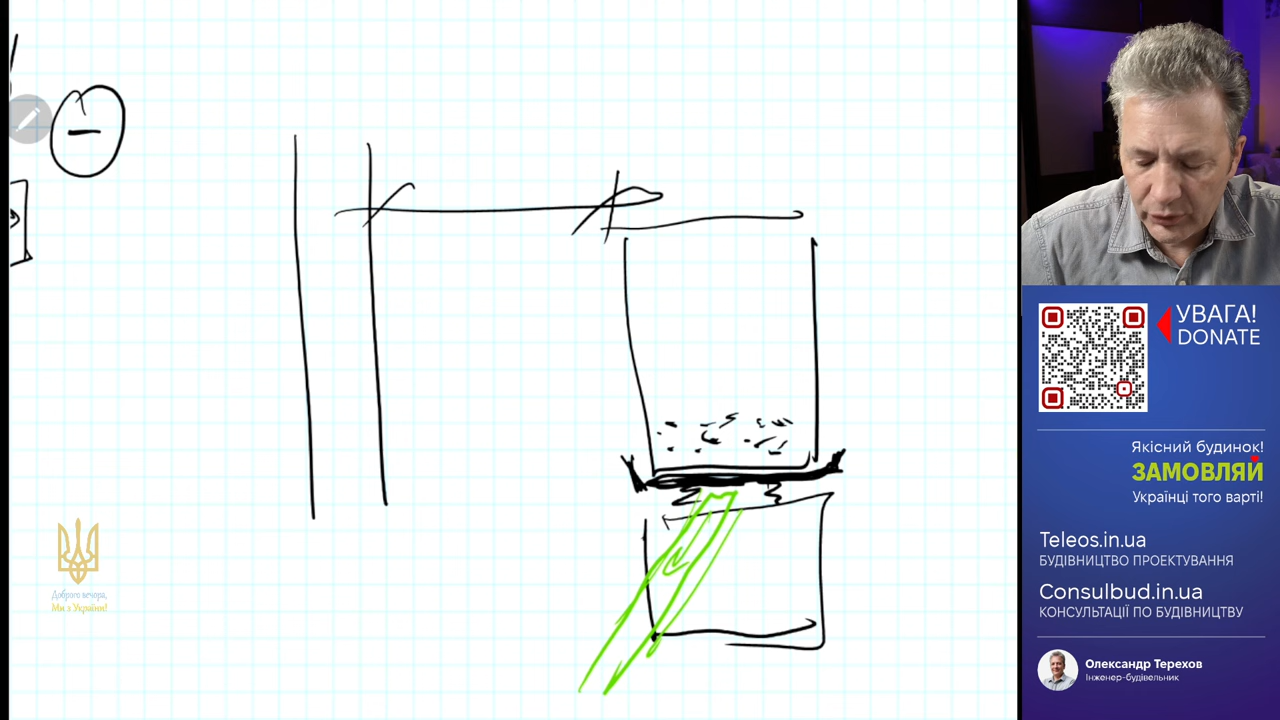 УВАГА!
DONATE
Якісний будинок!
ЗАМОВЛЯЙ
Українці того варті!
Teleos.in.ua
БУДІВНИЦТВО ПРОЕКТУВАННЯ
Consulbud.in.ua
КОНСУЛЬТАЦІЇ ПО БУДІВНИЦТВУ
Олександр Терехов
Інженер-будівельник
Доброго вечора,
Ми з України!